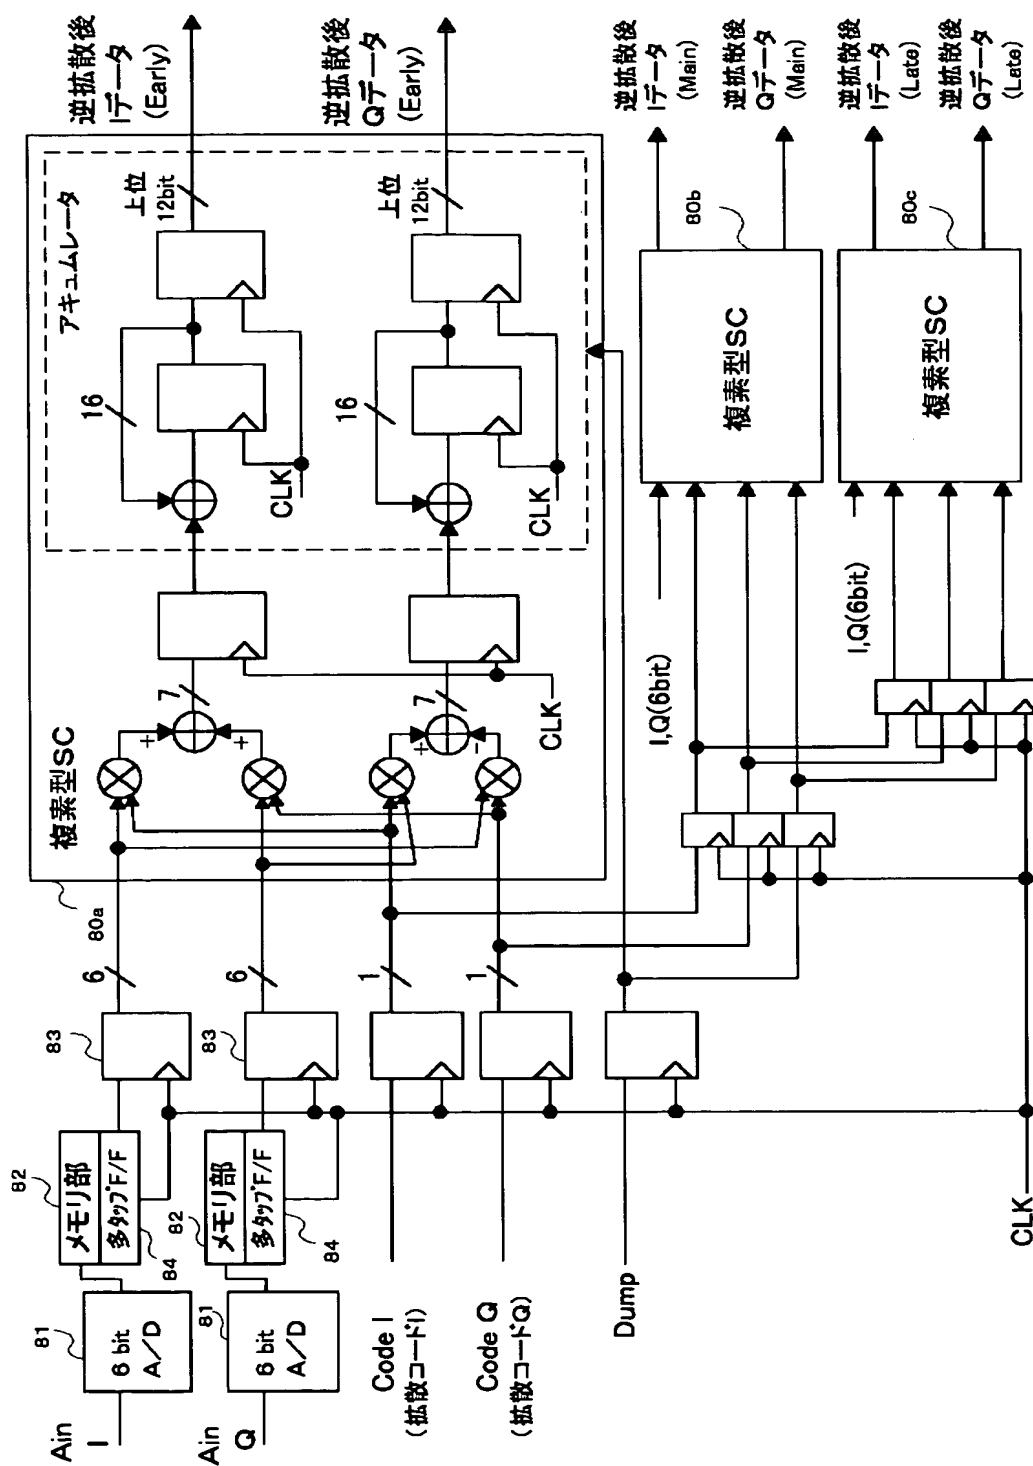 Ain
I
81
6 bit
A/D
82
メモリ部
多タップF/F
84
83
6
Ain
Q
81
6 bit
A/D
82
メモリ部
多タップF/F
84
83
6
Code I
(拡散コードI)
1
Code Q
(拡散コードQ)
1
Dump
CLK
80a
複素型SC
+
+
7
+
-
7
CLK
アキュムレータ
16
CLK
上位
12bit
16
CLK
上位
12bit
逆拡散後
Iデータ
(Early)
逆拡散後
Qデータ
(Early)
I,Q(6bit)
複素型SC
80b
逆拡散後
Iデータ
(Main)
逆拡散後
Qデータ
(Main)
I,Q(6bit)
複素型SC
80c
逆拡散後
Iデータ
(Late)
逆拡散後
Qデータ
(Late)